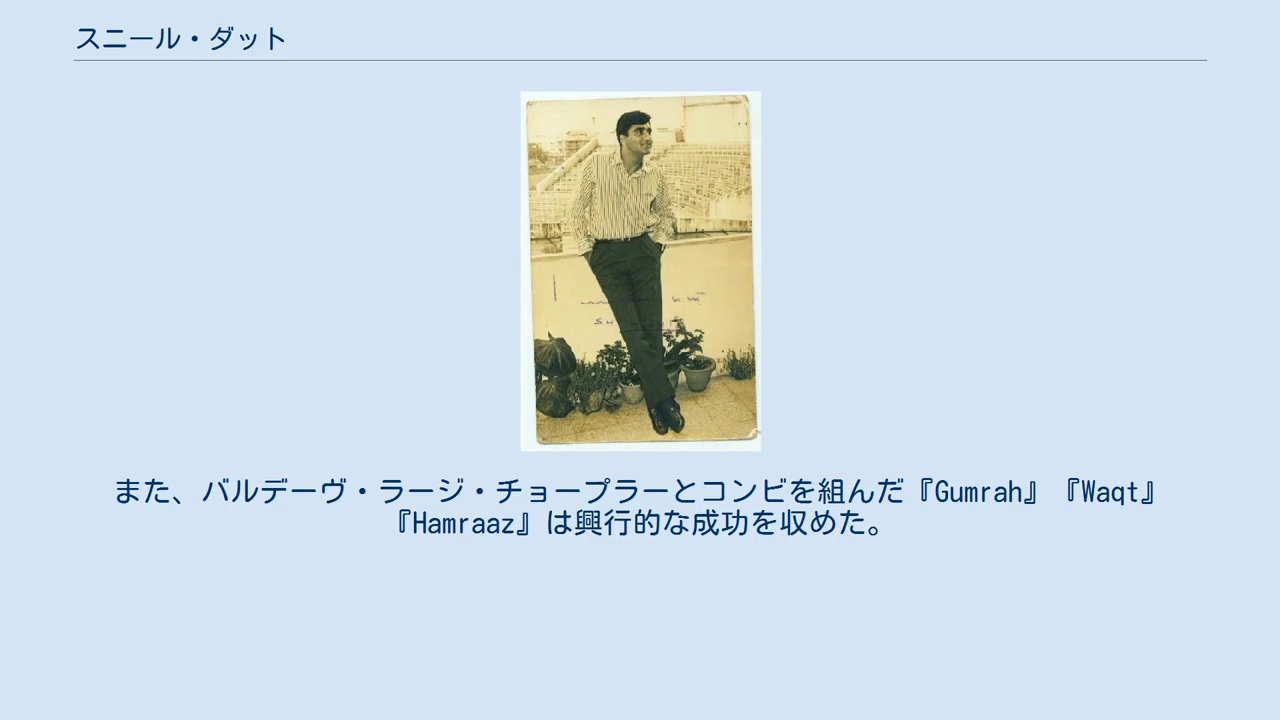 スニール・ダット
また、バルデーヴ・ラージ・チョープラーとコンビを組んだ『Gumrah』『Waqt』
『Hamraaz』は興行的な成功を収めた。